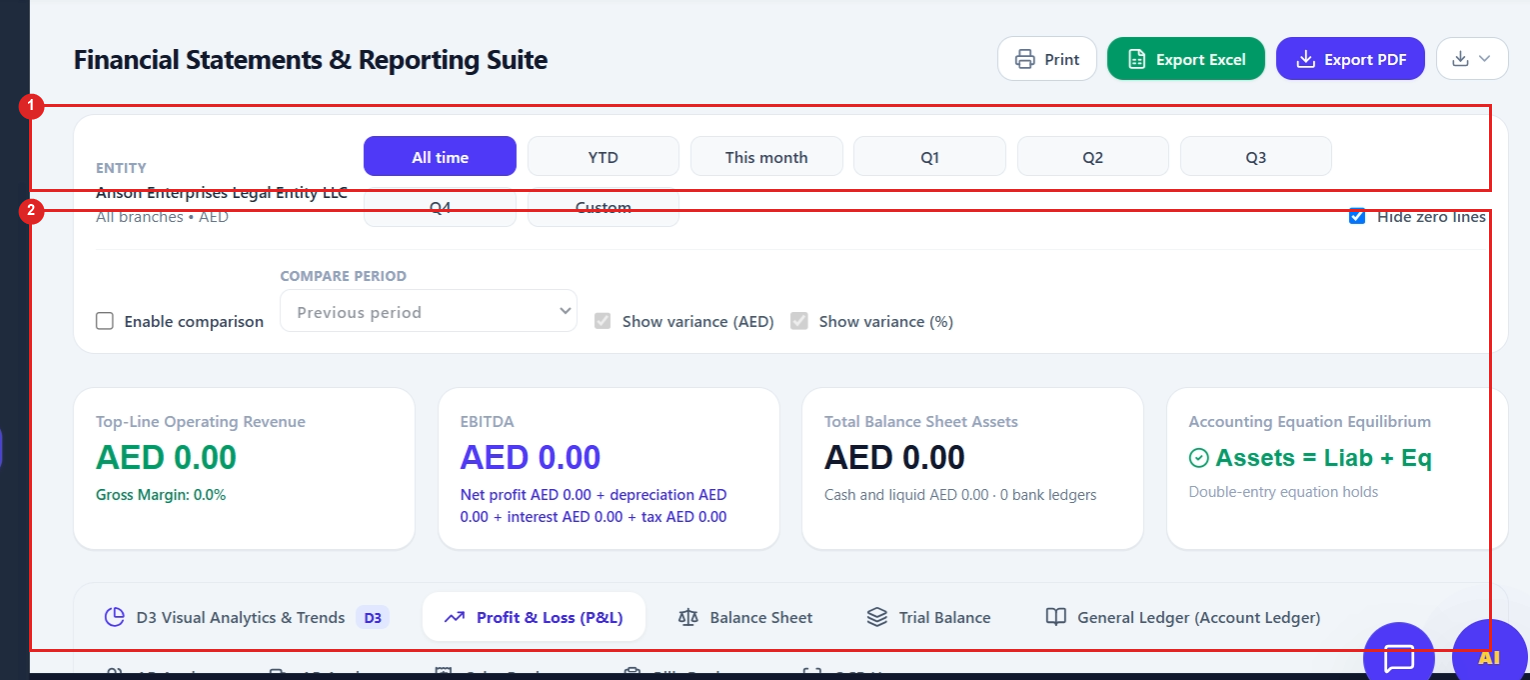 Financial Statements & Reporting Suite
Print
Export Excel
Export PDF
1
ENTITY
Anson Enterprises Legal Entity LLC
All branches • AED
All time
YTD
This month
Q1
Q2
Q3
Q4
Custom
Hide zero lines
2
Enable comparison
COMPARE PERIOD
Previous period
Show variance (AED)
Show variance (%)
Top-Line Operating Revenue
AED 0.00
Gross Margin: 0.0%
EBITDA
AED 0.00
Net profit AED 0.00 + depreciation AED
0.00 + interest AED 0.00 + tax AED 0.00
Total Balance Sheet Assets
AED 0.00
Cash and liquid AED 0.00 · 0 bank ledgers
Accounting Equation Equilibrium
Assets = Liab + Eq
Double-entry equation holds
D3 Visual Analytics & Trends
D3
Profit & Loss (P&L)
Balance Sheet
Trial Balance
General Ledger (Account Ledger)
AI